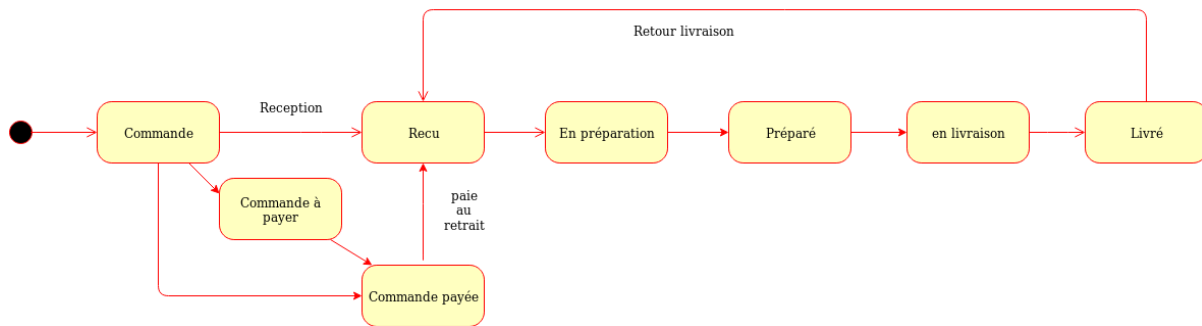 Retour livraison
Reception
Commande
Recu
En préparation
Préparé
en livraison
Livré
Commande à
payer
paie
au
retrait
Commande payée